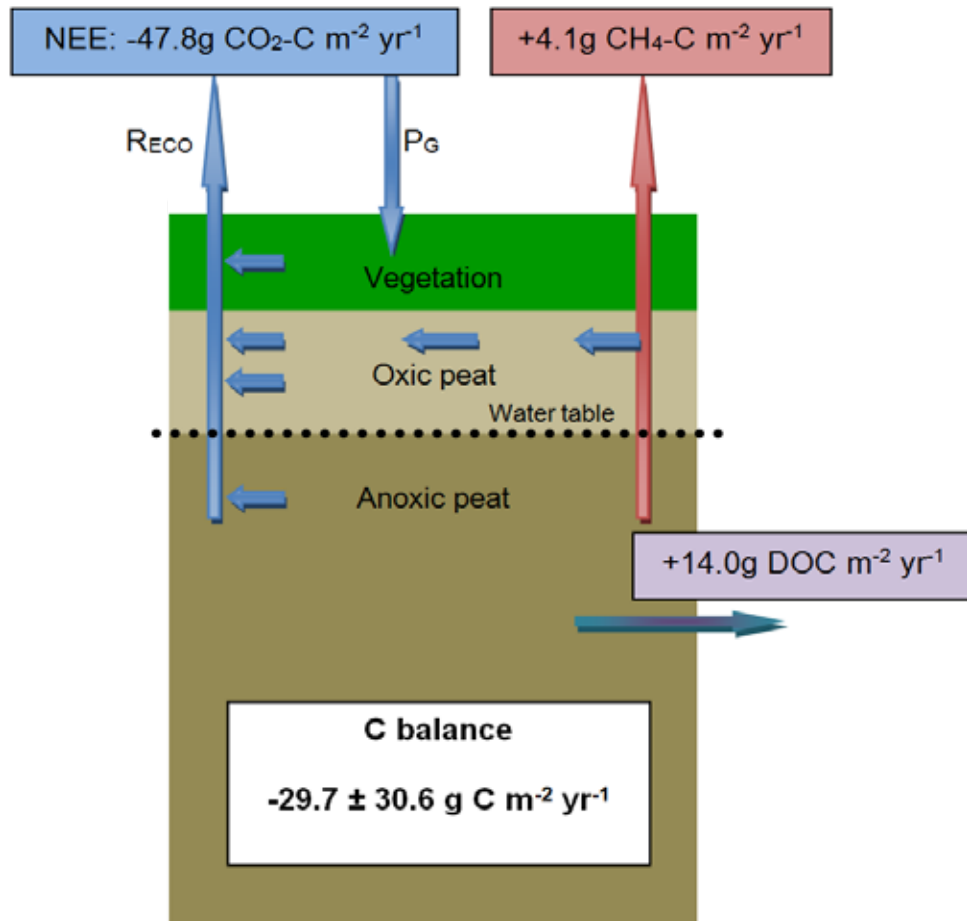 NEE: -47.8g CO₂-C m⁻² yr⁻¹
+4.1g CH₄-C m⁻² yr⁻¹
RECO
PG
Vegetation
Oxic peat
Water table
Anoxic peat
+14.0g DOC m⁻² yr⁻¹
C balance
-29.7 ± 30.6 g C m⁻² yr⁻¹